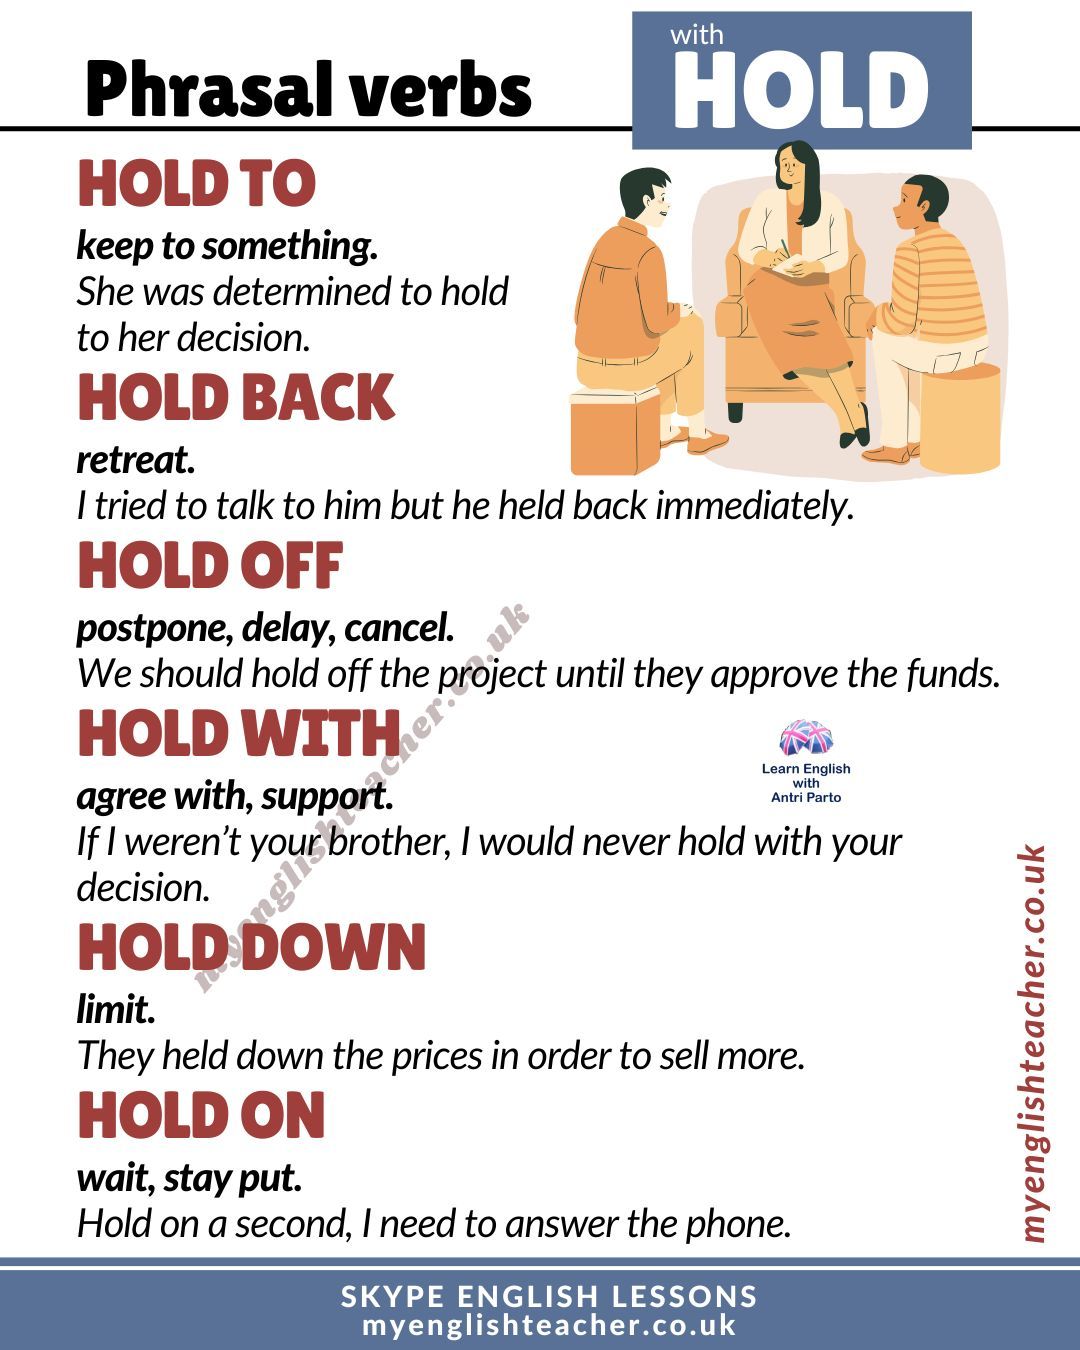 Phrasal verbs
with
HOLD
HOLD TO
keep to something.
She was determined to hold
to her decision.
HOLD BACK
retreat.
I tried to talk to him but he held back immediately.
HOLD OFF
postpone, delay, cancel.
We should hold off the project until they approve the funds.
HOLD WITH
agree with, support.
If I weren’t your brother, I would never hold with your
decision.
HOLD DOWN
limit.
They held down the prices in order to sell more.
HOLD ON
wait, stay put.
Hold on a second, I need to answer the phone.
Learn English
with
Antri Parto
myenglishteacher.co.uk
myenglishteacher.co.uk
SKYPE ENGLISH LESSONS
myenglishteacher.co.uk